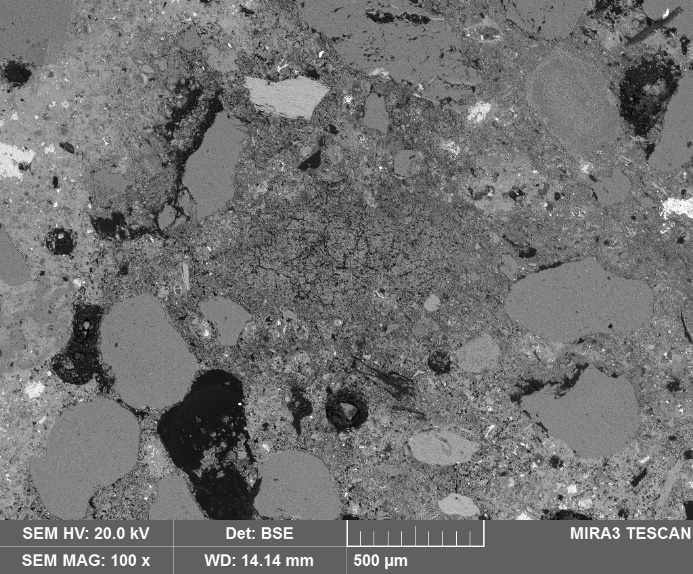 SEM HV: 20.0 kV Det: BSE MIRA3 TESCAN
SEM MAG: 100 x WD: 14.14 mm 500 µm